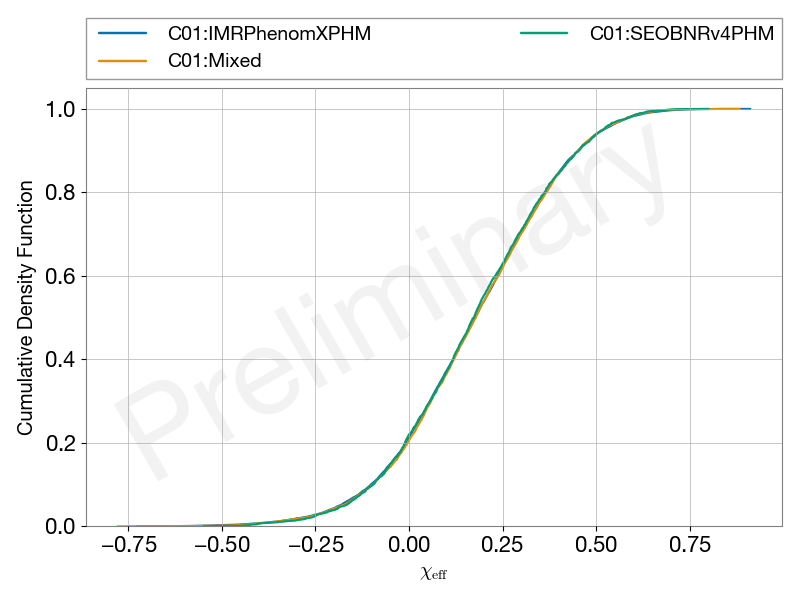 C01:IMRPhenomXPHM
C01:Mixed
C01:SEOBNRv4PHM
Preliminary
Cumulative Density Function
1.0
0.8
0.6
0.4
0.2
0.0
−0.75 −0.50 −0.25 0.00 0.25 0.50 0.75
χeff